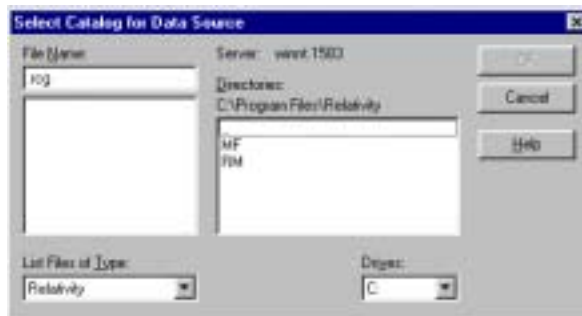 Select Catalog for Data Source
File Name:
.rcg
Server: winnt.1583
Directories:
C:\Program Files\Relativity
..
MF
RM
OK
Cancel
Help
List Files of Type:
Relativity
Drives:
C: